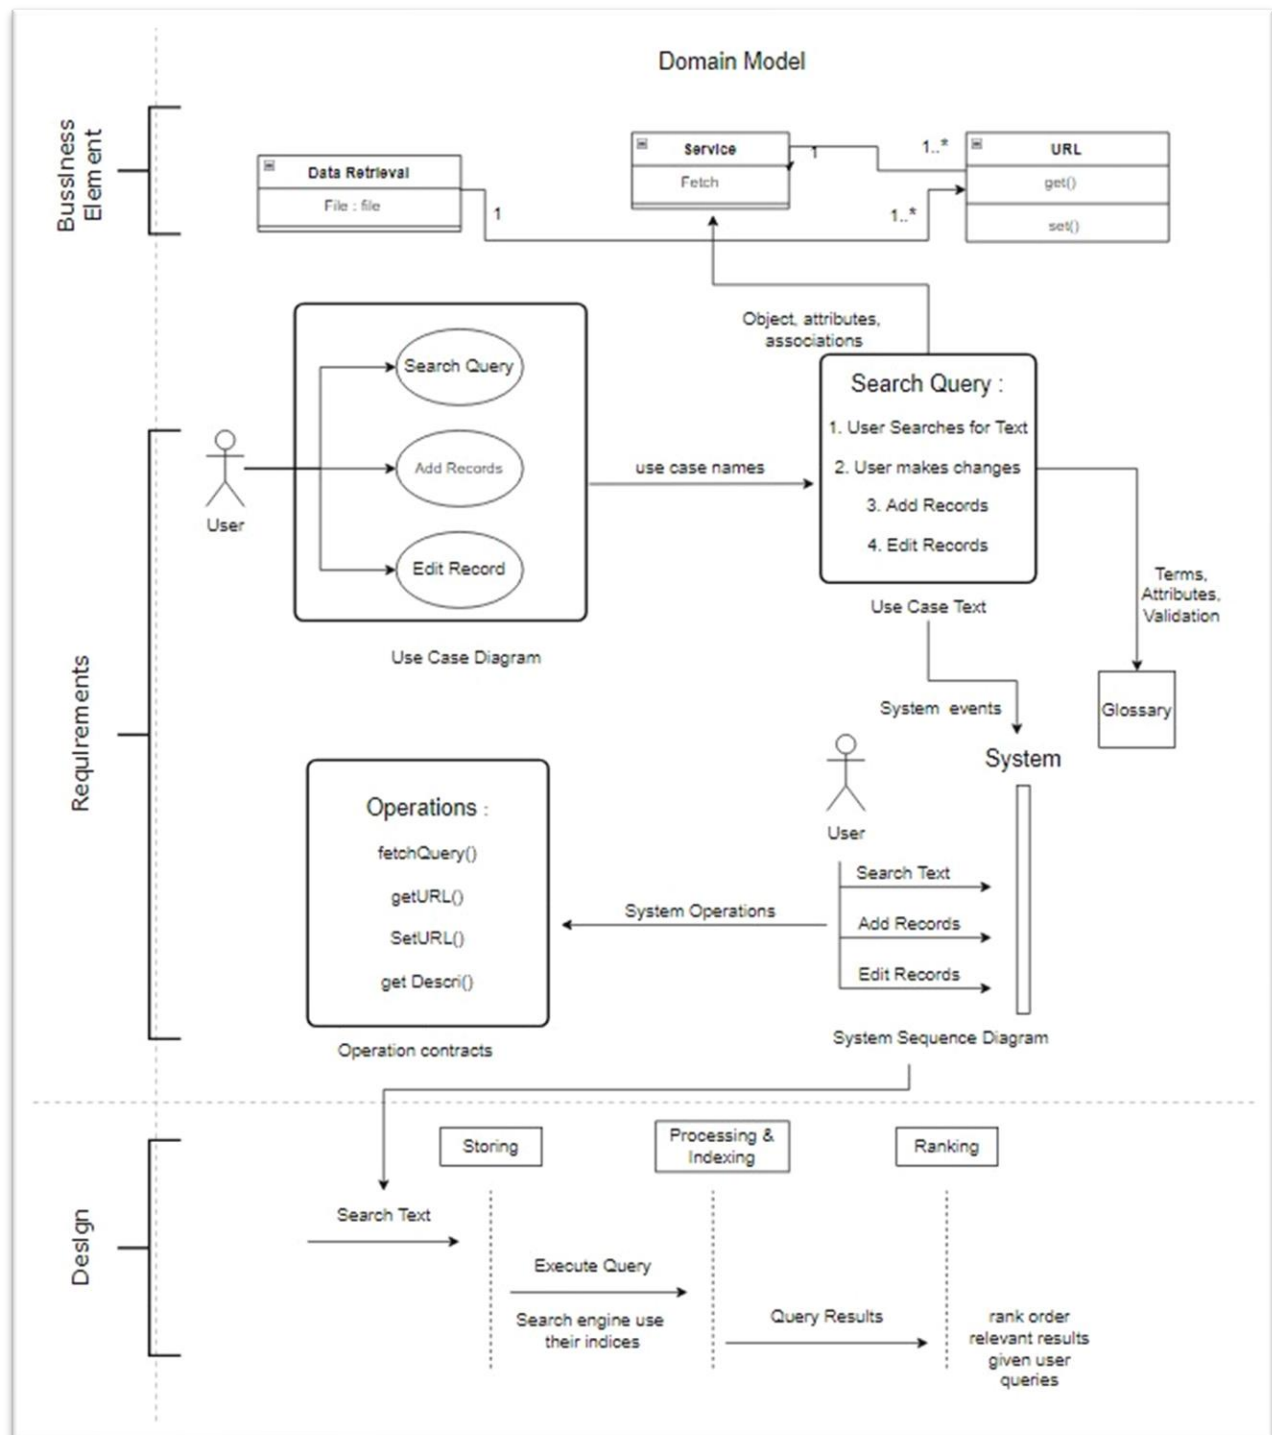 Domain Model
Bussiness
Element
Data Retrieval
File : file
1
Service
Fetch
1
1..*
URL
get()
set()
1..*
Object, attributes,
associations
Search Query
Add Records
Edit Record
User
Use Case Diagram
use case names
Search Query :
1. User Searches for Text
2. User makes changes
3. Add Records
4. Edit Records
Use Case Text
Terms,
Attributes,
Validation
Glossary
System events
System
Requirements
User
Search Text
Add Records
Edit Records
System Sequence Diagram
System Operations
Operations :
fetchQuery()
getURL()
SetURL()
get Descri()
Operation contracts
Design
Storing
Processing &
Indexing
Ranking
Search Text
Execute Query
Search engine use
their indices
Query Results
rank order
relevant results
given user
queries